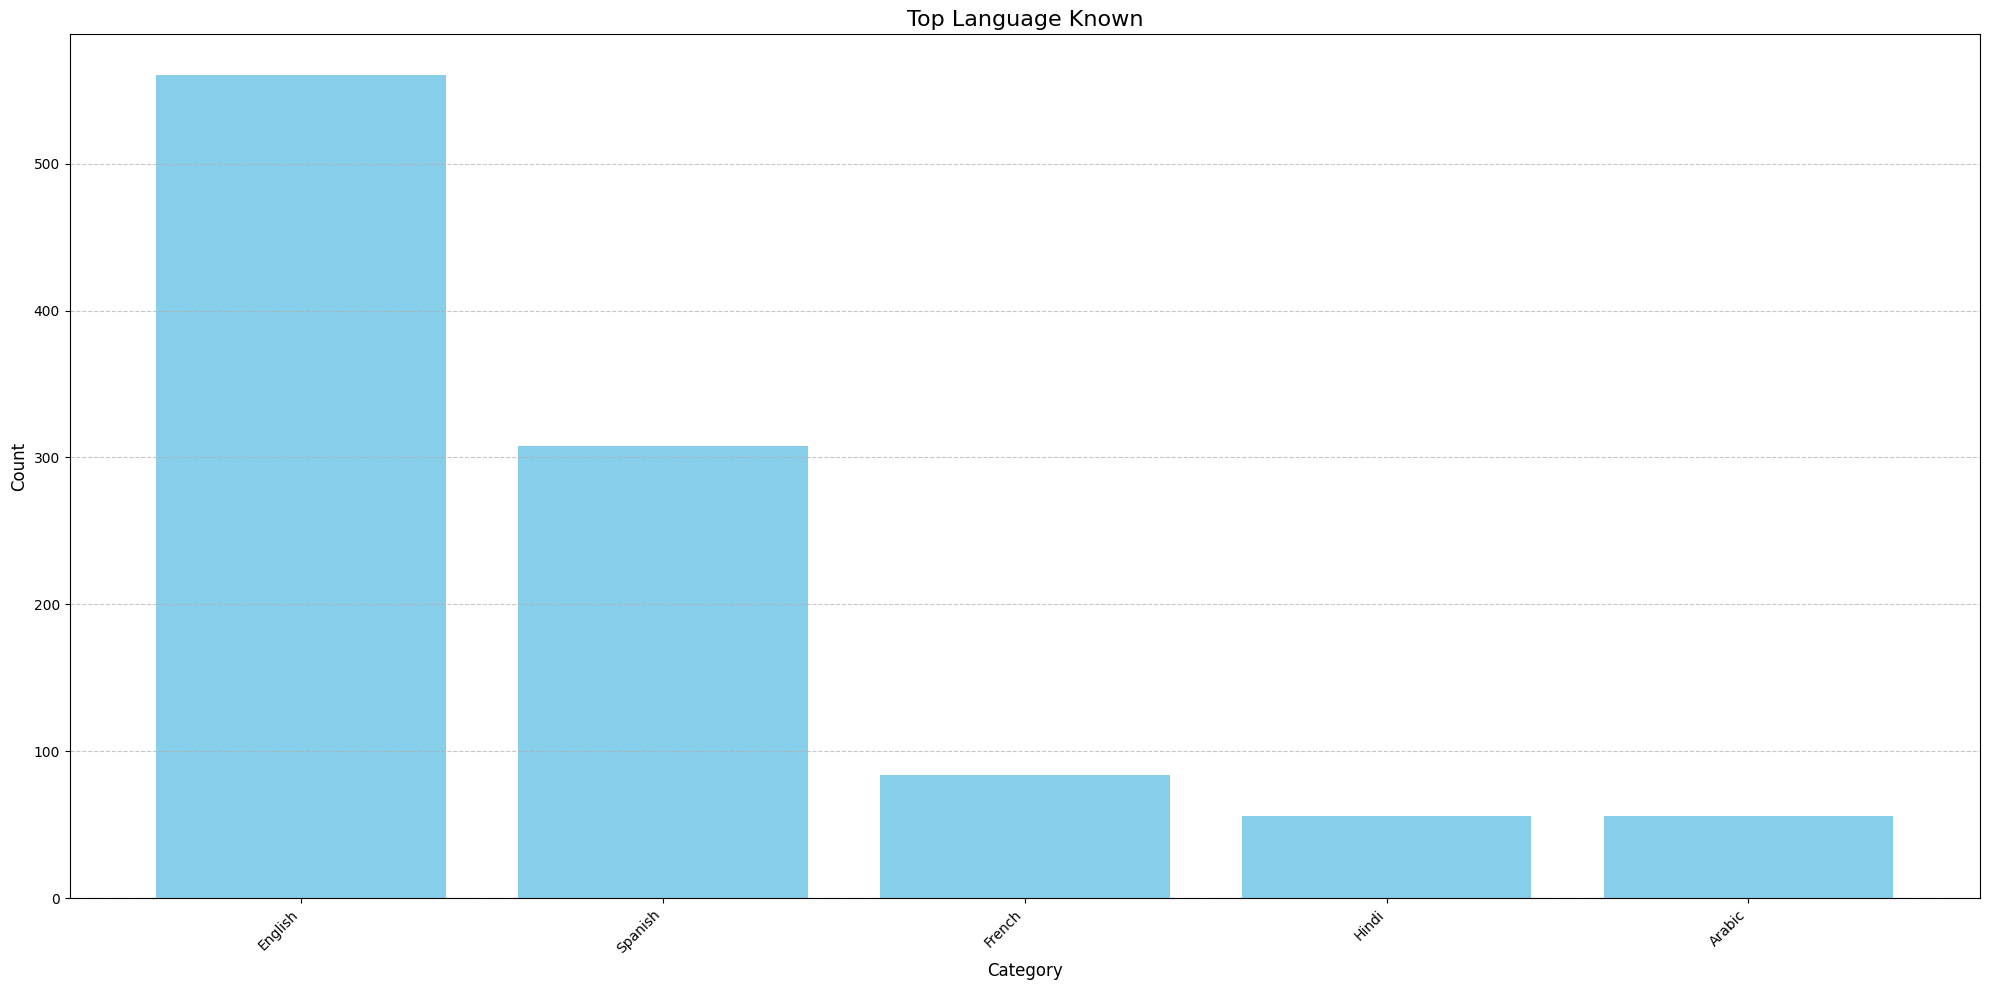 Top Language Known
Count
500
400
300
200
100
0
English
Spanish
French
Hindi
Arabic
Category